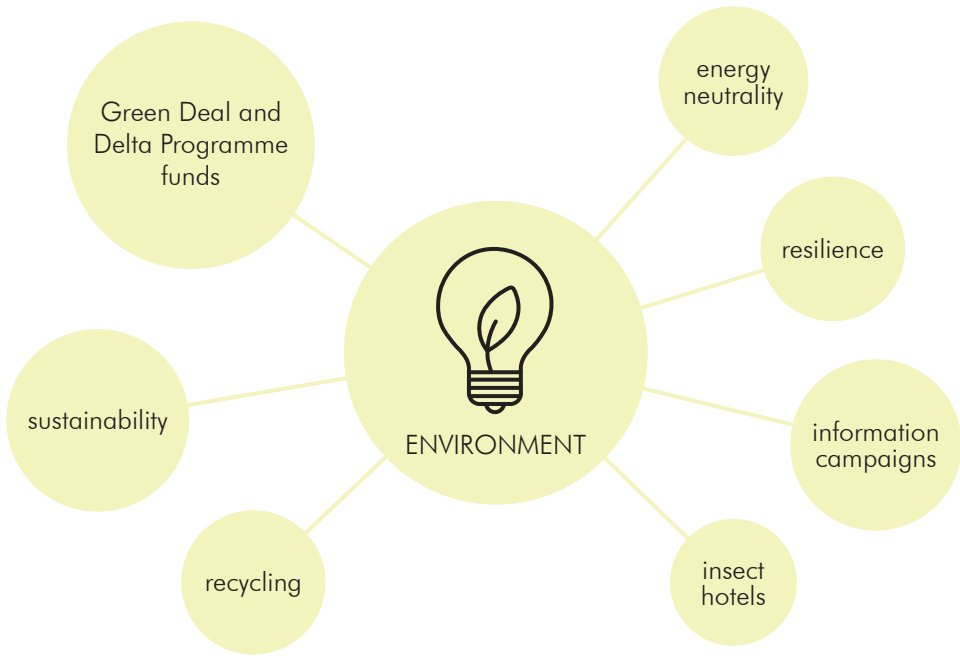 Green Deal and
Delta Programme
funds
energy
neutrality
resilience
sustainability
ENVIRONMENT
information
campaigns
recycling
insect
hotels